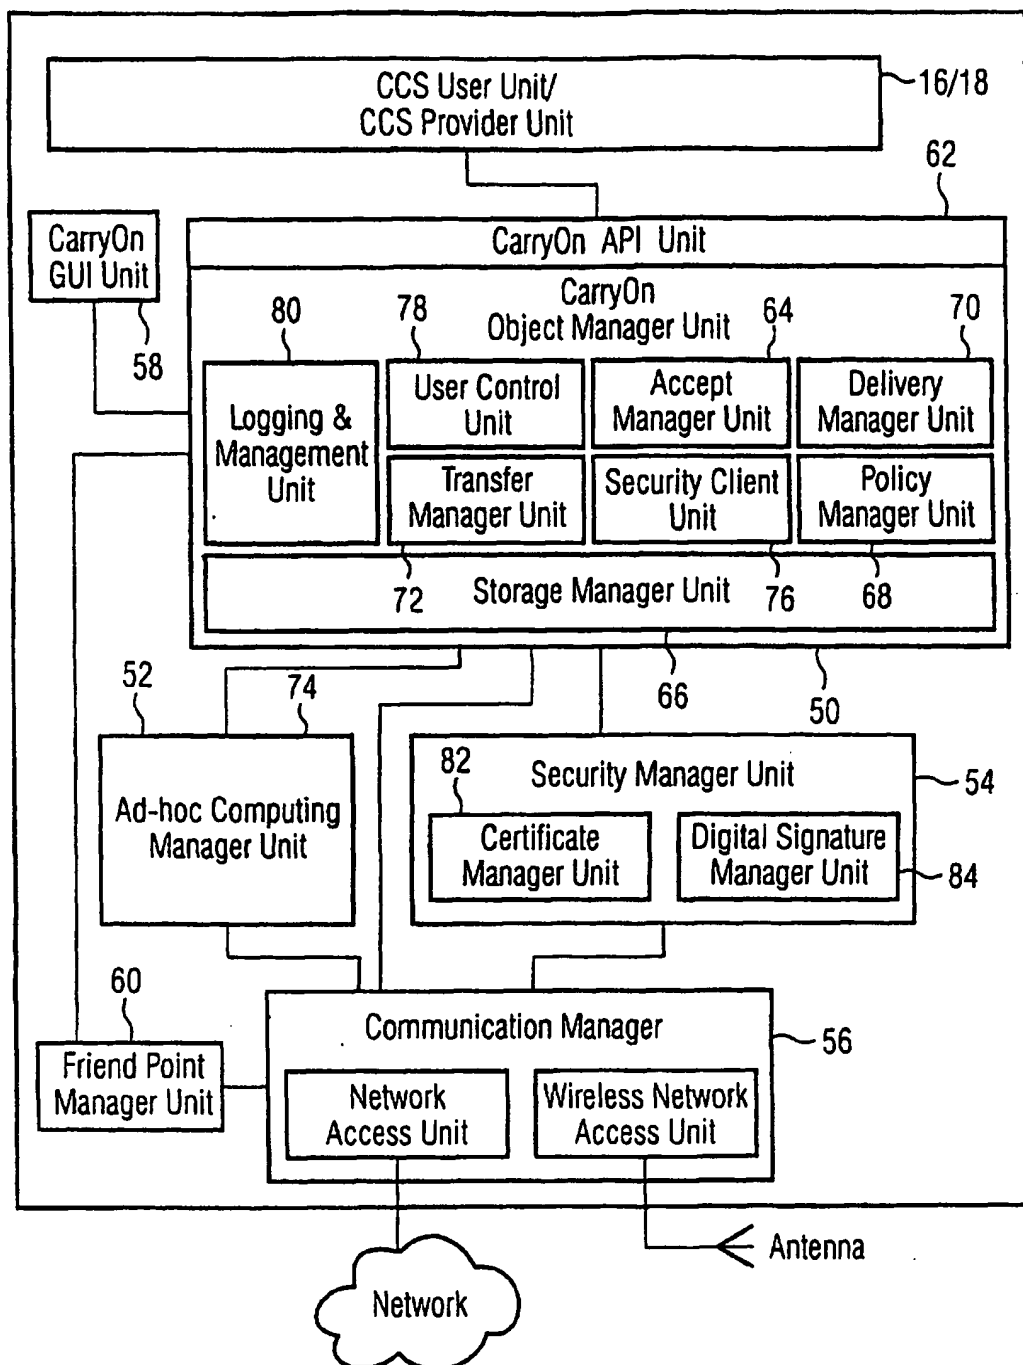 CCS User Unit/
CCS Provider Unit
16/18
62
CarryOn
GUI Unit
58
CarryOn API Unit
CarryOn
Object Manager Unit
80
78
64
70
Logging &
Management
Unit
User Control
Unit
Accept
Manager Unit
Delivery
Manager Unit
Transfer
Manager Unit
Security Client
Unit
Policy
Manager Unit
72
Storage Manager Unit
76
68
66
50
52
74
Ad-hoc Computing
Manager Unit
82
Security Manager Unit
54
Certificate
Manager Unit
Digital Signature
Manager Unit
84
60
Friend Point
Manager Unit
Communication Manager
56
Network
Access Unit
Wireless Network
Access Unit
Antenna
Network